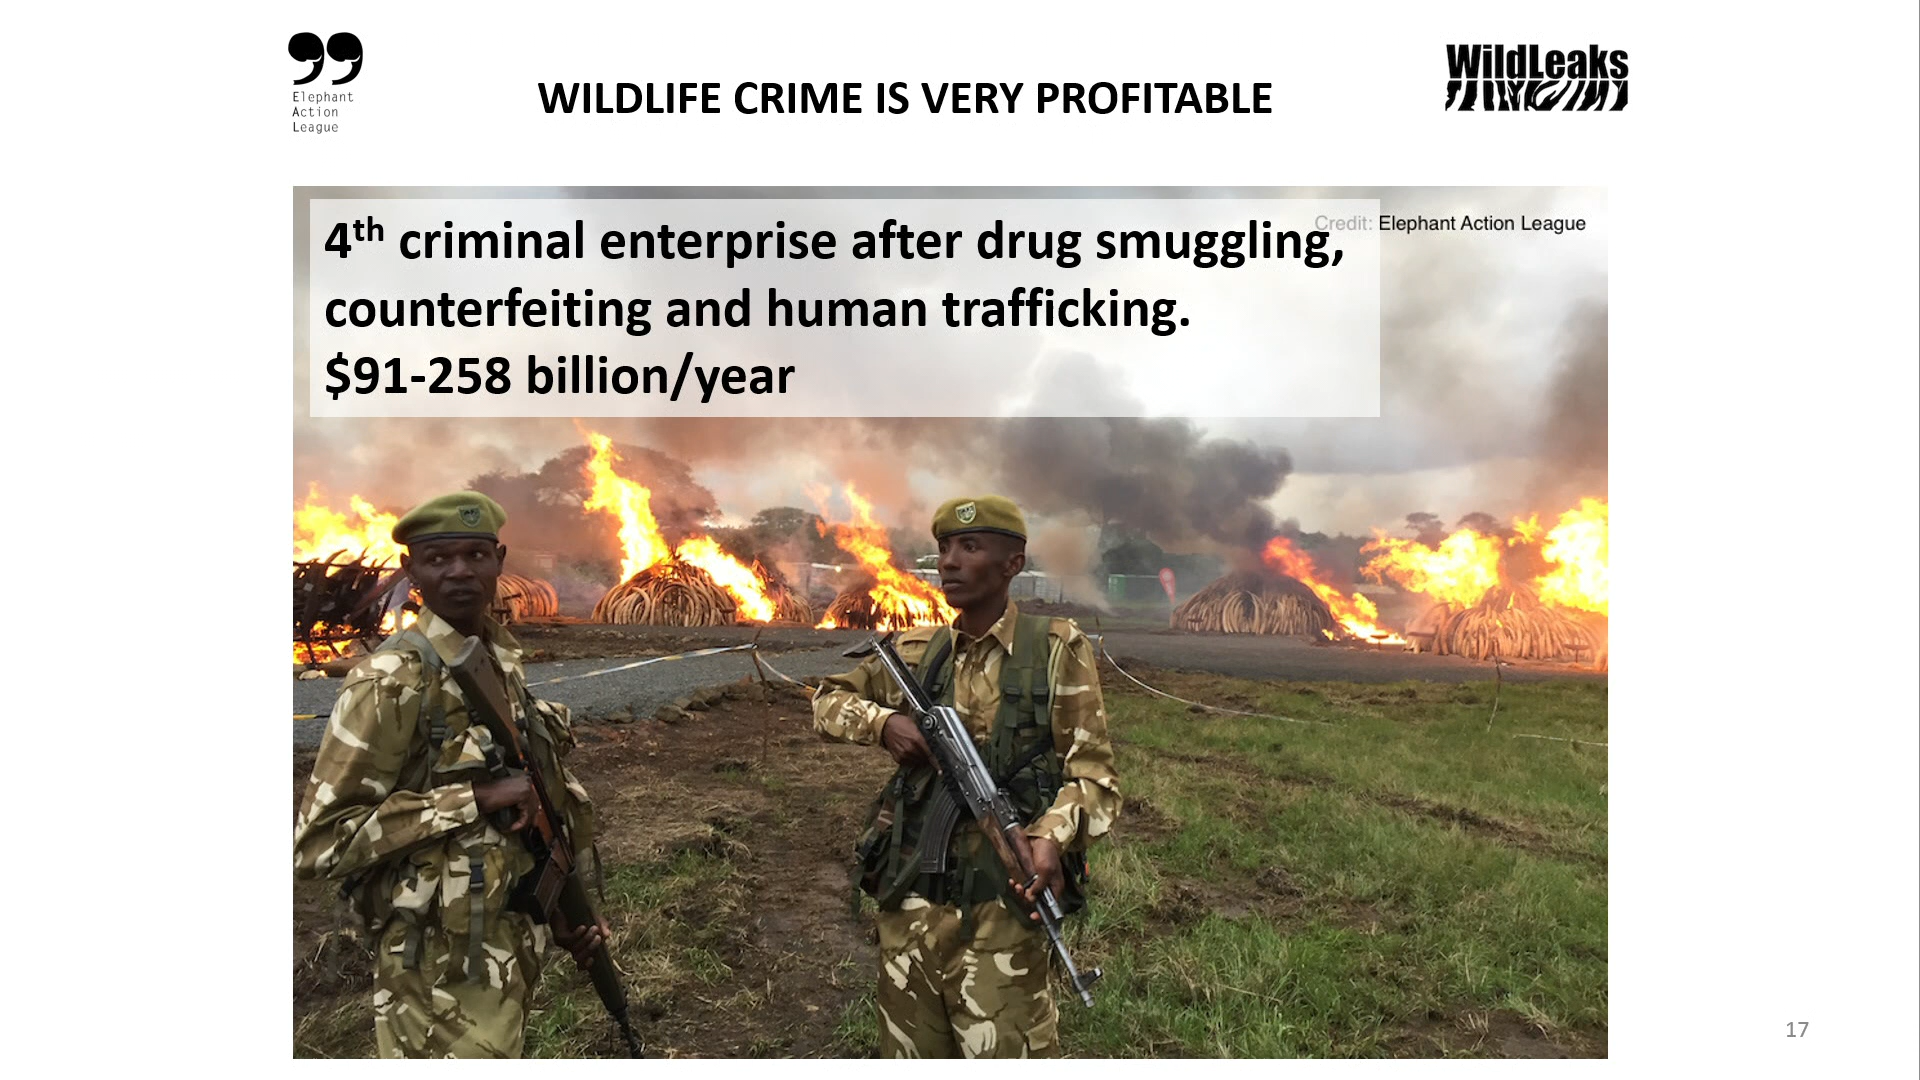 Elephant
Action
League
WILDLIFE CRIME IS VERY PROFITABLE
WildLeaks
4th criminal enterprise after drug smuggling,
counterfeiting and human trafficking.
$91-258 billion/year
Credit: Elephant Action League
17